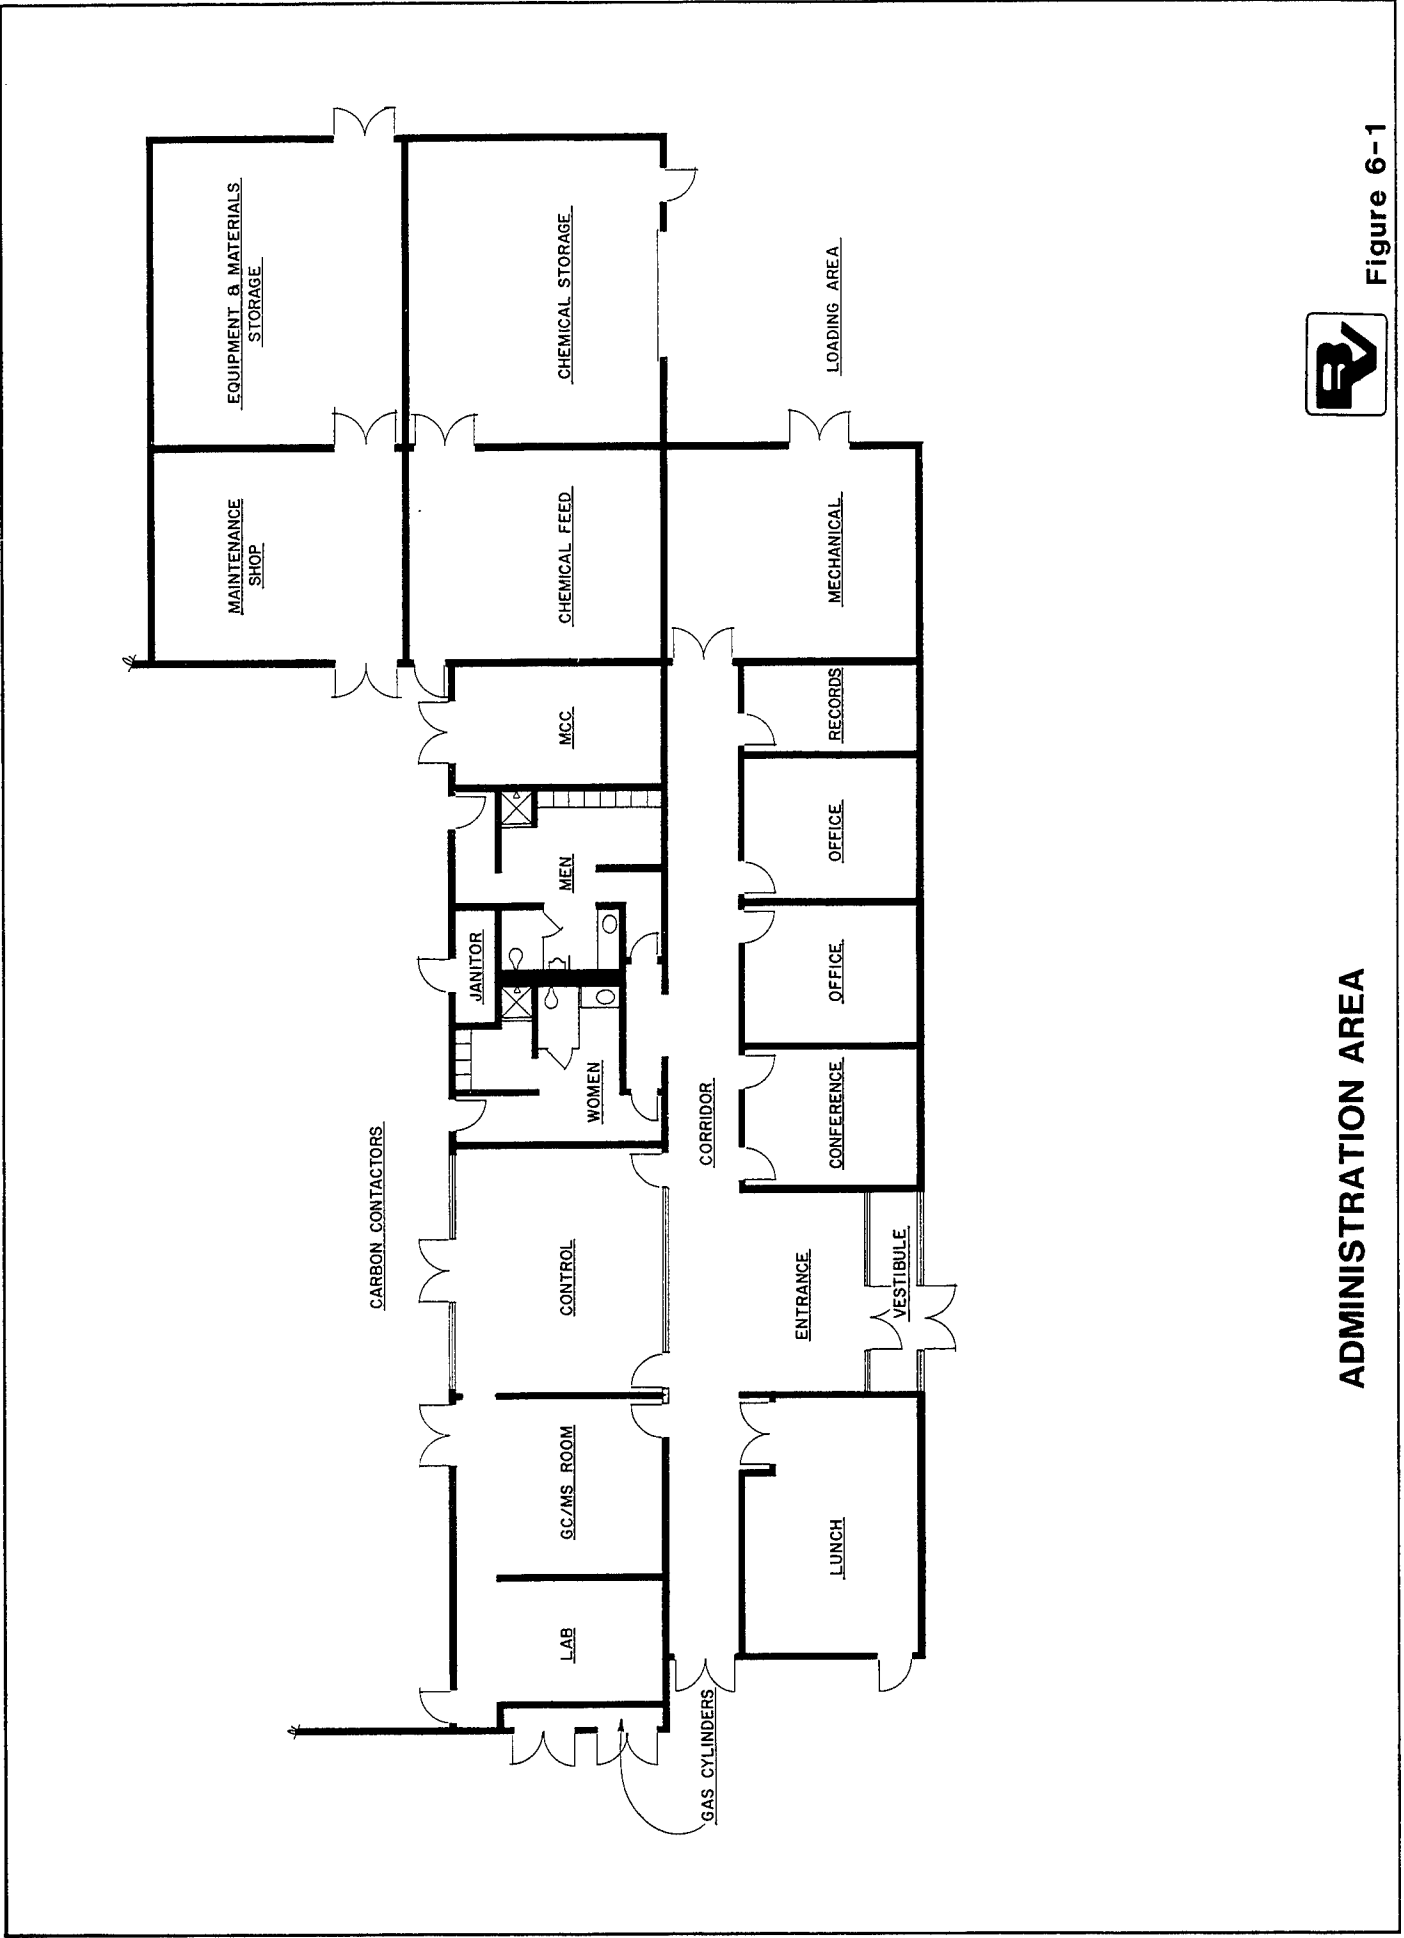 EQUIPMENT & MATERIALS
STORAGE
MAINTENANCE
SHOP
CHEMICAL STORAGE
CHEMICAL FEED
LOADING AREA
MECHANICAL
MCC
RECORDS
MEN
OFFICE
JANITOR
OFFICE
WOMEN
CORRIDOR
CONFERENCE
CARBON CONTACTORS
CONTROL
ENTRANCE
VESTIBULE
GC/MS ROOM
LUNCH
LAB
GAS CYLINDERS
ADMINISTRATION AREA
BV
Figure 6-1